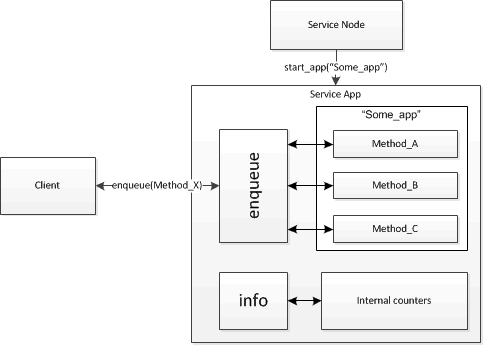 Service Node
start_app("Some_app")
Service App
"Some_app"
enqueue
Method_A
Client
enqueue(Method_X)
Method_B
Method_C
info
Internal counters